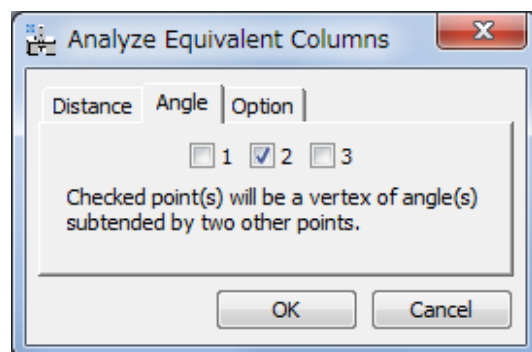 Analyze Equivalent Columns
Distance Angle Option
1 2 3
Checked point(s) will be a vertex of angle(s)
subtended by two other points.
OK Cancel